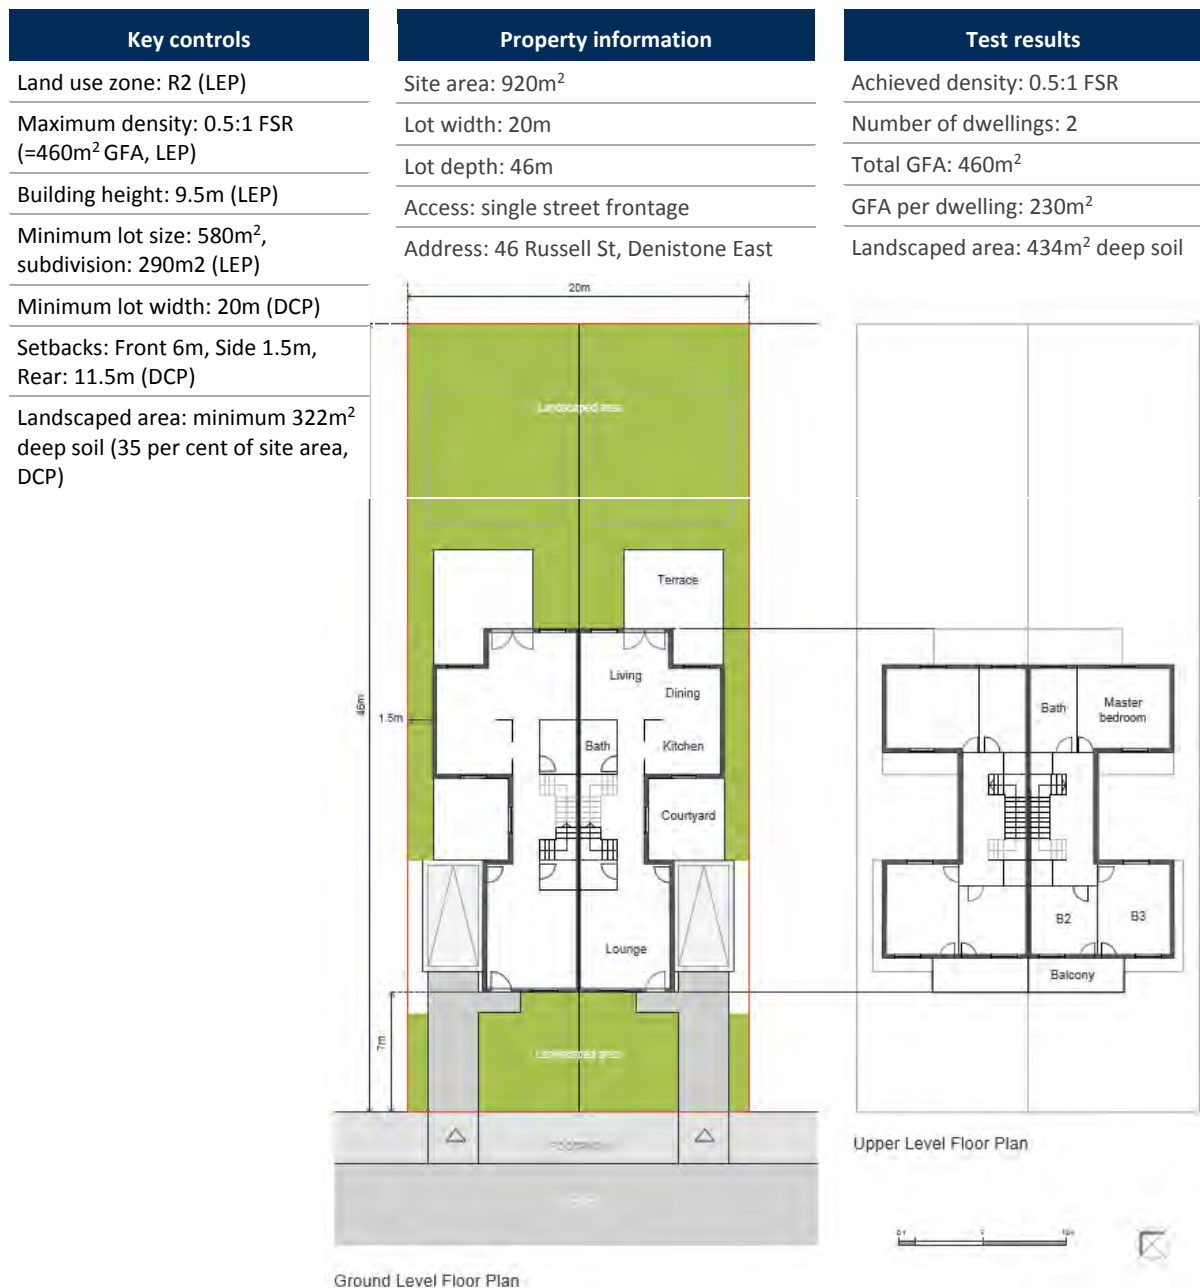 Key controls
Land use zone: R2 (LEP)
Maximum density: 0.5:1 FSR
(=460m² GFA, LEP)
Building height: 9.5m (LEP)
Minimum lot size: 580m²,
subdivision: 290m2 (LEP)
Minimum lot width: 20m (DCP)
Setbacks: Front 6m, Side 1.5m,
Rear: 11.5m (DCP)
Landscaped area: minimum 322m²
deep soil (35 per cent of site area,
DCP)
Property information
Site area: 920m²
Lot width: 20m
Lot depth: 46m
Access: single street frontage
Address: 46 Russell St, Denistone East
Test results
Achieved density: 0.5:1 FSR
Number of dwellings: 2
Total GFA: 460m²
GFA per dwelling: 230m²
Landscaped area: 434m² deep soil
20m
Landscaped area
Terrace
Living
Dining
46m
1.5m
Bath
Kitchen
Courtyard
Lounge
7m
Landscaped area
Ground Level Floor Plan
Bath
Master
bedroom
B2
B3
Balcony
Upper Level Floor Plan